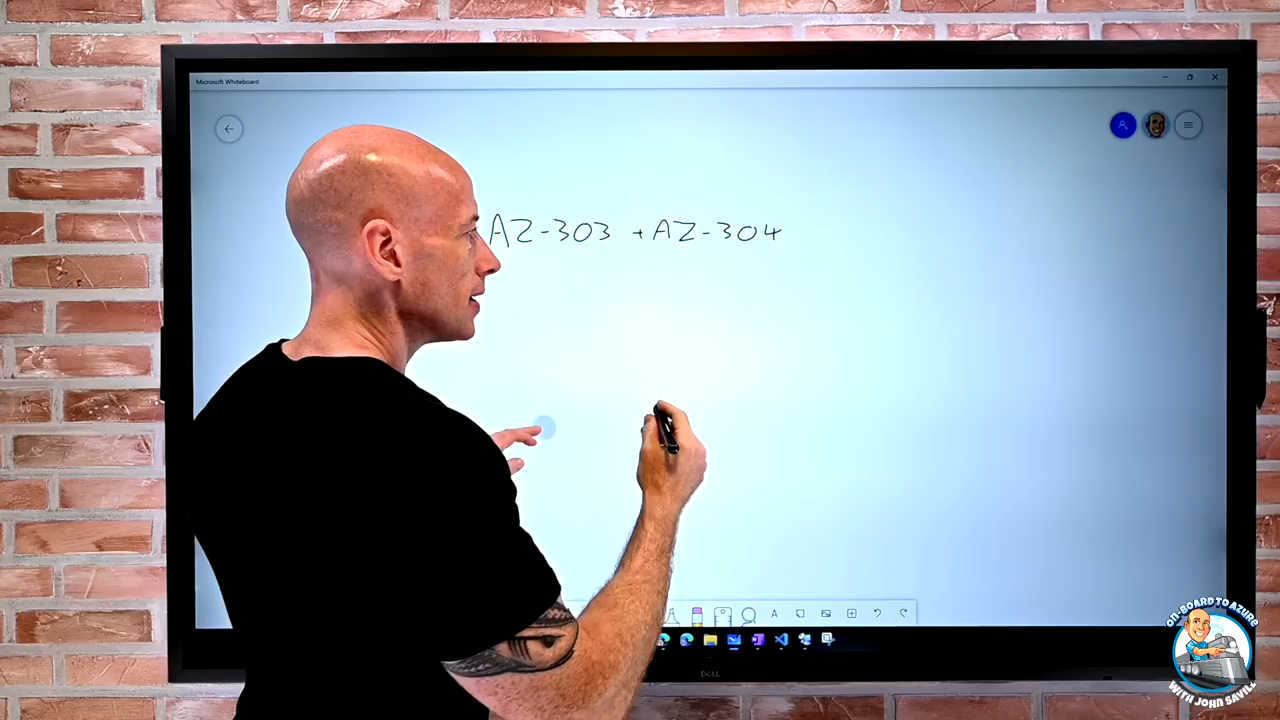 Microsoft Whiteboard
AZ-303 + AZ-304
DELL
ON-BOARD TO AZURE
WITH JOHN SAVILL